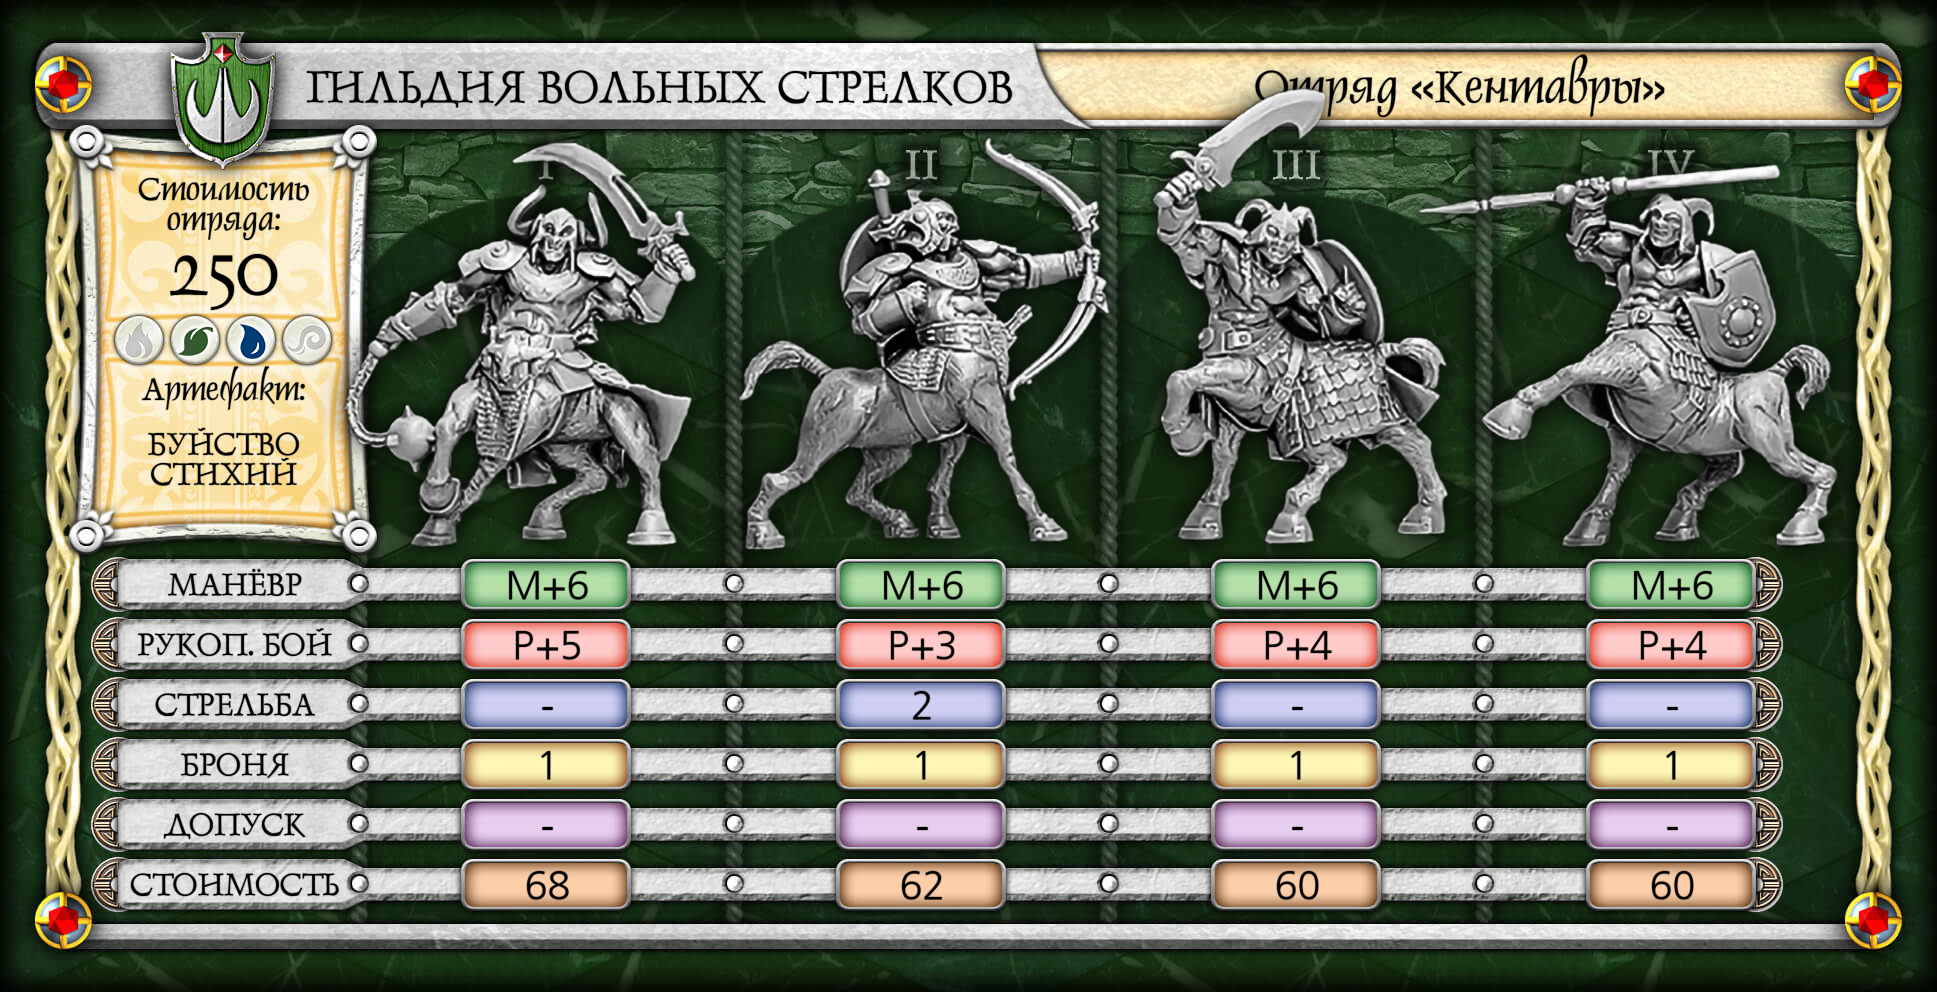 ГИЛЬДИЯ ВОЛЬНЫХ СТРЕЛКОВ
Отряд «Кентавры»
Стоимость
отряда:
250
Артефакт:
БУЙСТВО
СТИХИЙ
I II III IV
МАНЁВР М+6 М+6 М+6 М+6
РУКОП. БОЙ Р+5 Р+3 Р+4 Р+4
СТРЕЛЬБА - 2 - -
БРОНЯ 1 1 1 1
ДОПУСК - - - -
СТОИМОСТЬ 68 62 60 60